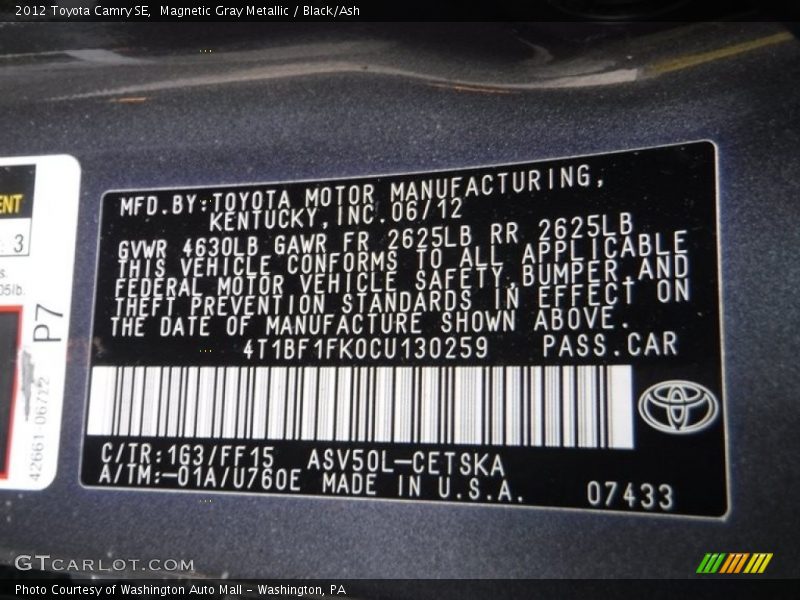 2012 Toyota Camry SE,  Magnetic Gray Metallic / Black/Ash
MFD.BY:TOYOTA MOTOR MANUFACTURING,
KENTUCKY,INC.06/12
GVWR 4630LB GAWR FR 2625LB RR 2625LB
THIS VEHICLE CONFORMS TO ALL APPLICABLE
FEDERAL MOTOR VEHICLE SAFETY,BUMPER,AND
THEFT PREVENTION STANDARDS IN EFFECT ON
THE DATE OF MANUFACTURE SHOWN ABOVE.
4T1BF1FK0CU130259 PASS.CAR
C/TR:1G3/FF15 ASV50L-CETSKA
A/TM:-01A/U760E MADE IN U.S.A.
07433
: 3
P7
42661 06712
GTCARLOT.COM
Photo Courtesy of Washington Auto Mall - Washington, PA